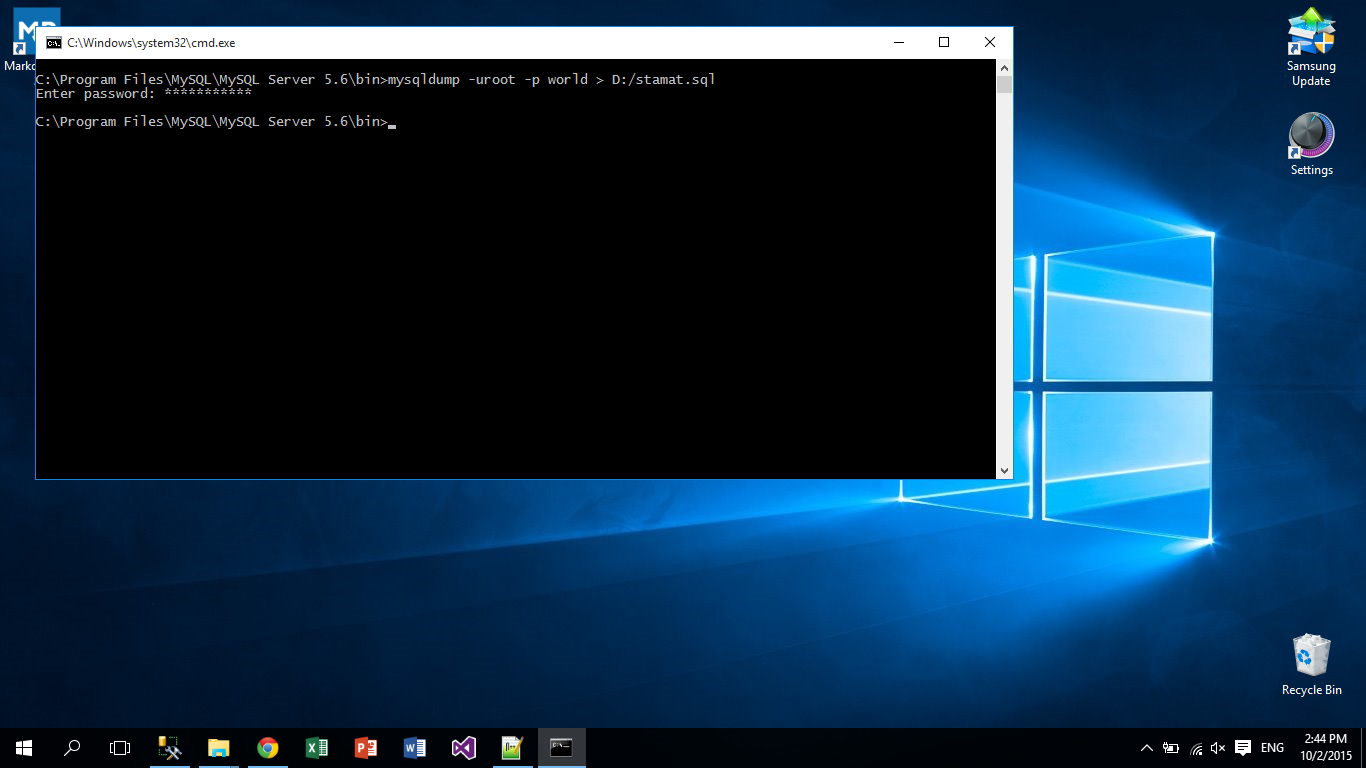 MP
Marko
C:\Windows\system32\cmd.exe
C:\Program Files\MySQL\MySQL Server 5.6\bin>mysqldump -uroot -p world > D:/stamat.sql
Enter password: ***********
C:\Program Files\MySQL\MySQL Server 5.6\bin>_
Samsung
Update
Settings
Recycle Bin
ENG
2:44 PM
10/2/2015